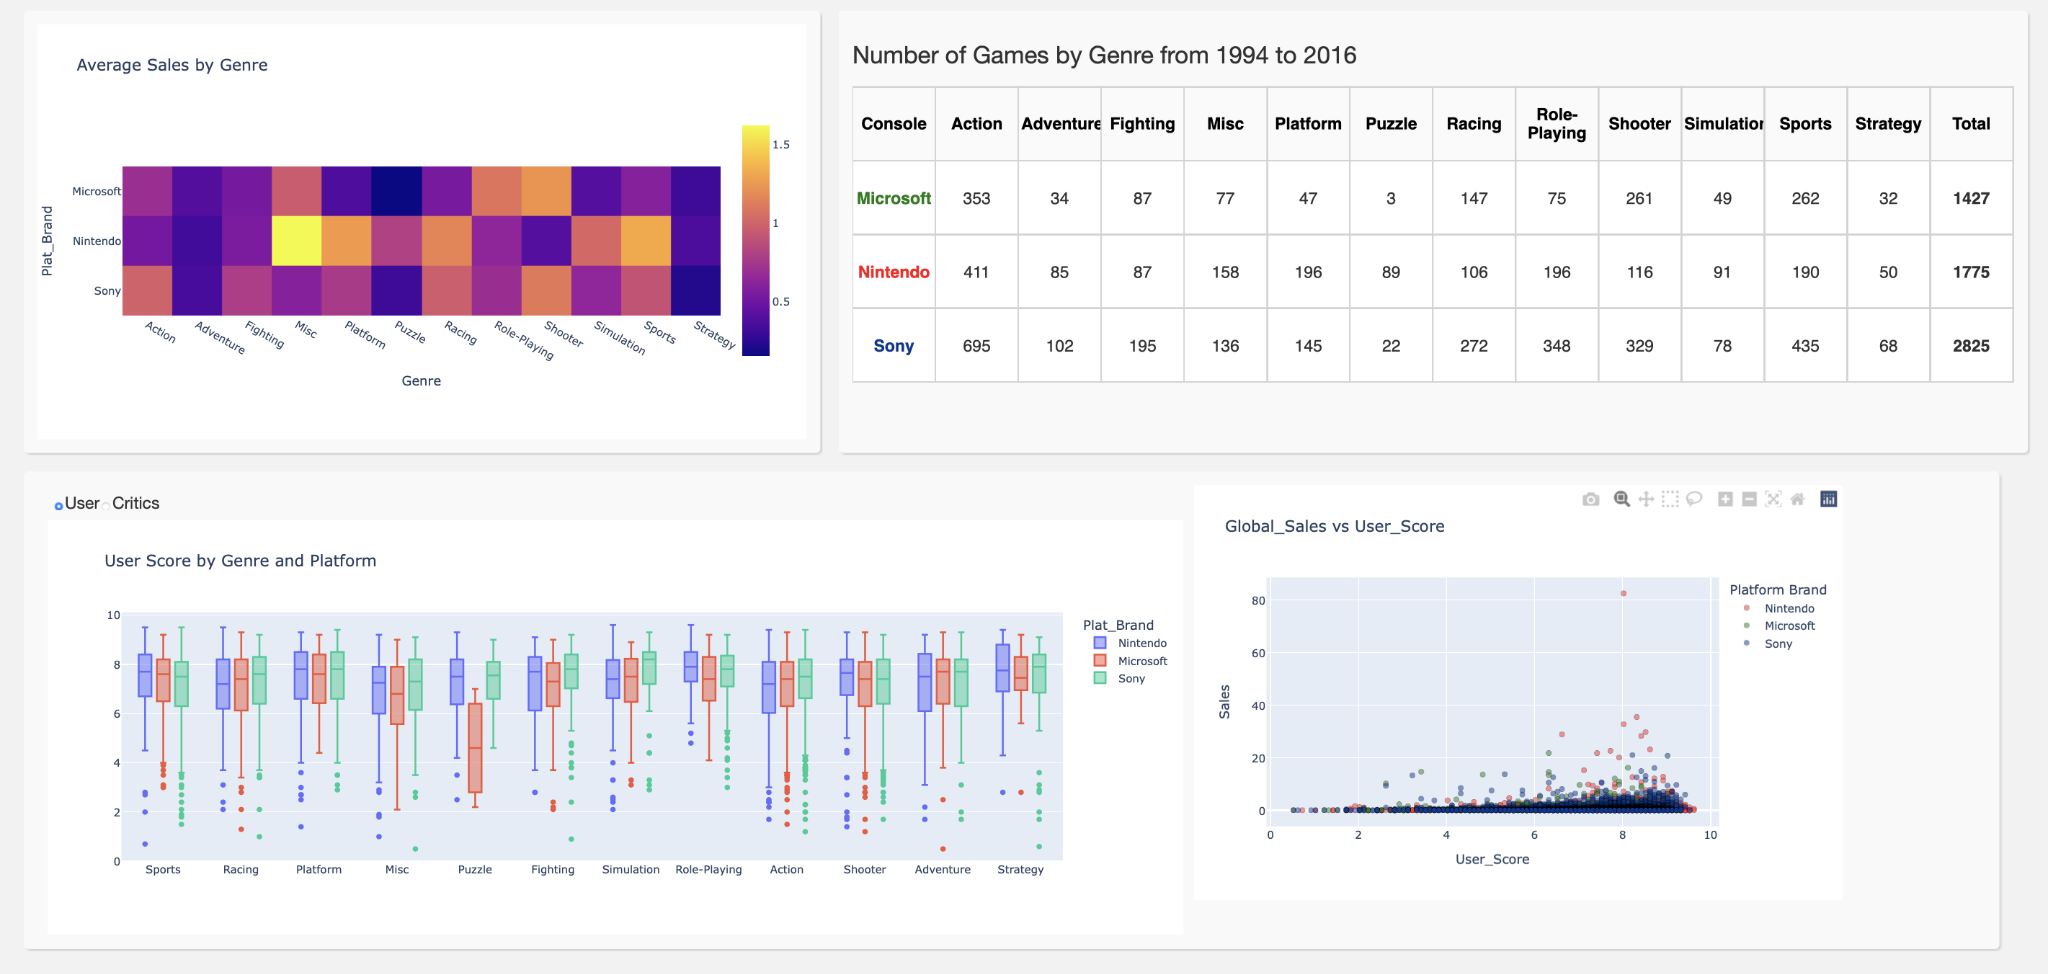 Average Sales by Genre
1.5
1
0.5
Plat_Brand
Microsoft
Nintendo
Sony
Action Adventure Fighting Misc Platform Puzzle Racing Role-Playing Shooter Simulation Sports Strategy
Genre
Number of Games by Genre from 1994 to 2016
Console Action Adventure Fighting Misc Platform Puzzle Racing Role-Playing Shooter Simulation Sports Strategy Total
Microsoft 353 34 87 77 47 3 147 75 261 49 262 32 1427
Nintendo 411 85 87 158 196 89 106 196 116 91 190 50 1775
Sony 695 102 195 136 145 22 272 348 329 78 435 68 2825
User Critics
User Score by Genre and Platform
10
8
6
4
2
0
Sports Racing Platform Misc Puzzle Fighting Simulation Role-Playing Action Shooter Adventure Strategy
Plat_Brand
Nintendo
Microsoft
Sony
Global_Sales vs User_Score
Sales
80
60
40
20
0
0 2 4 6 8 10
User_Score
Platform Brand
Nintendo
Microsoft
Sony